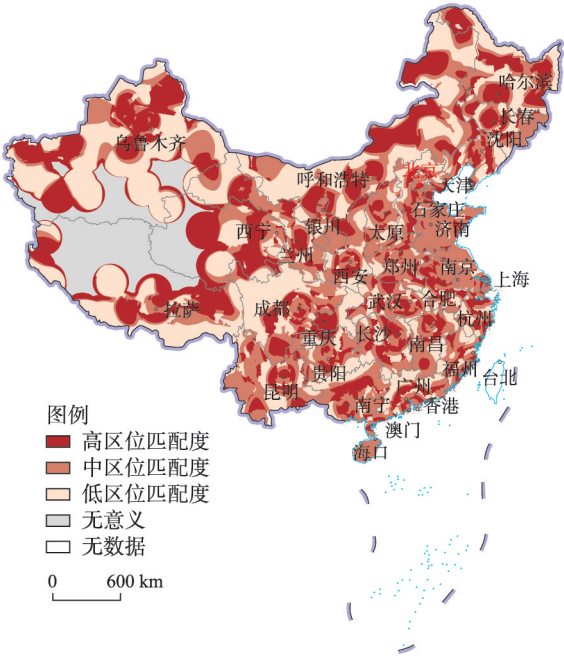 哈尔滨
长春
沈阳
乌鲁木齐
北京
呼和浩特
天津
石家庄
银川
太原
济南
西宁
兰州
西安
郑州
南京
上海
拉萨
成都
武汉
合肥
杭州
重庆
长沙
南昌
贵阳
福州
台北
昆明
广州
南宁
香港
澳门
海口
图例
高区位匹配度
中区位匹配度
低区位匹配度
无意义
无数据
0 600 km